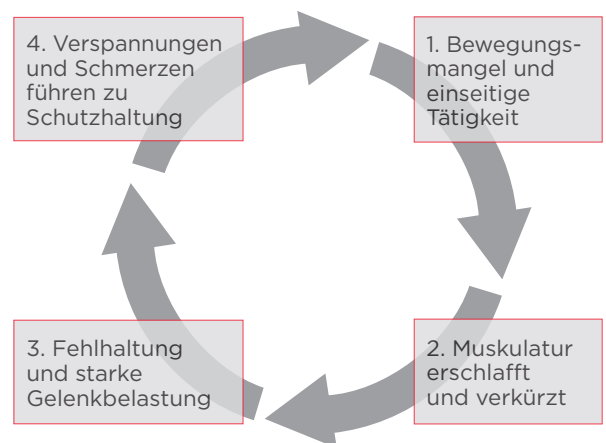 1. Bewegungs-
mangel und
einseitige
Tätigkeit
2. Muskulatur
erschlafft
und verkürzt
3. Fehlhaltung
und starke
Gelenkbelastung
4. Verspannungen
und Schmerzen
führen zu
Schutzhaltung